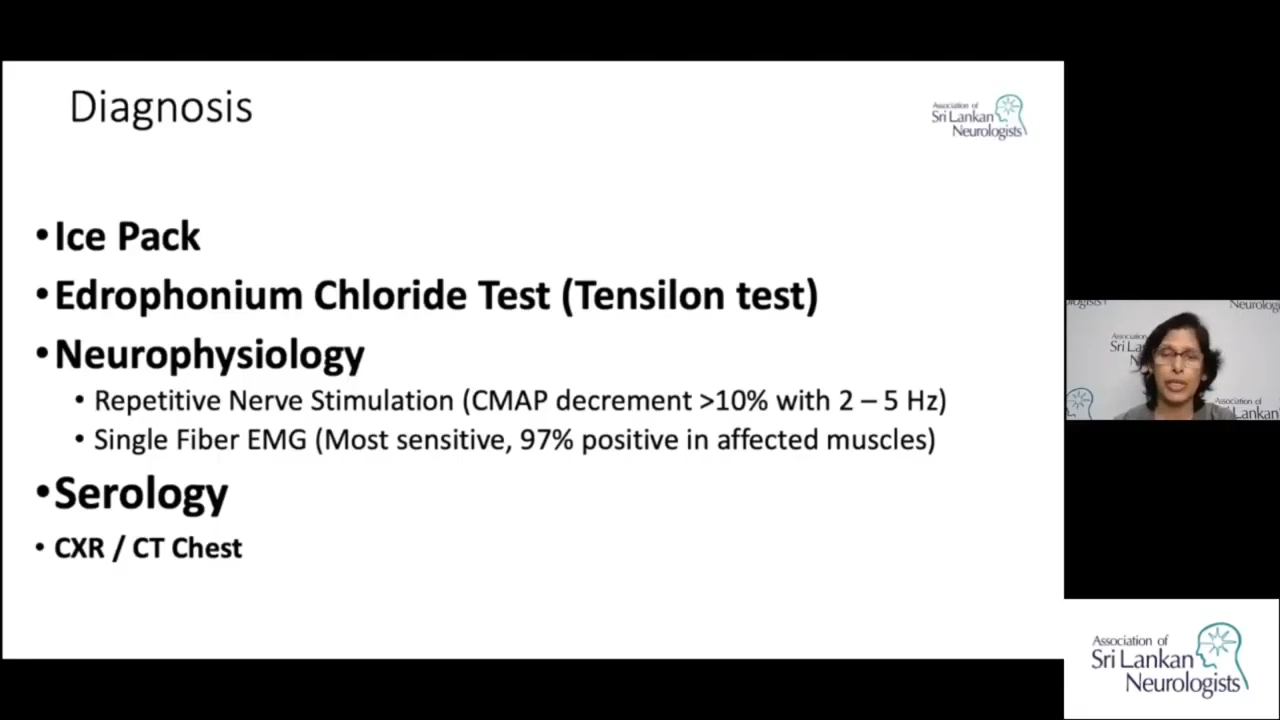 Diagnosis
Association of
Sri Lankan
Neurologists
•Ice Pack
•Edrophonium Chloride Test (Tensilon test)
•Neurophysiology
• Repetitive Nerve Stimulation (CMAP decrement >10% with 2 – 5 Hz)
• Single Fiber EMG (Most sensitive, 97% positive in affected muscles)
•Serology
• CXR / CT Chest
Association of
Sri Lankan
Neurologists